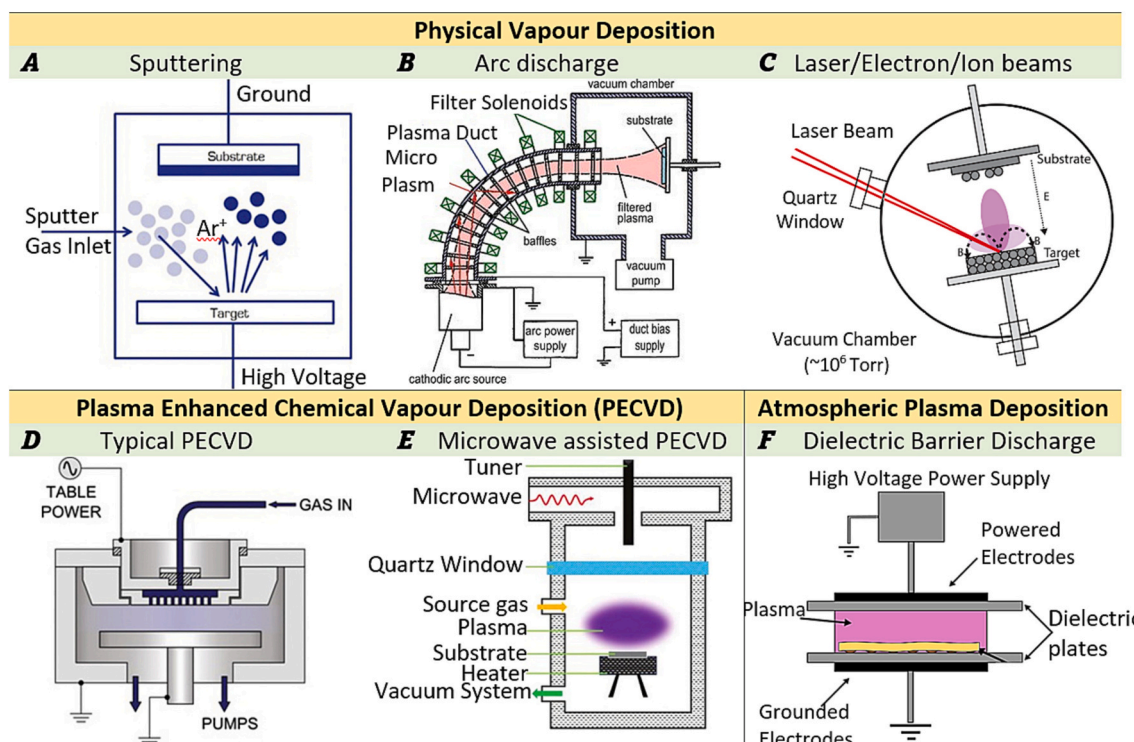 Physical Vapour Deposition
A Sputtering
Ground
Substrate
Sputter
Gas Inlet
Ar+
Target
High Voltage
B Arc discharge
vacuum chamber
Filter Solenoids
substrate
Plasma Duct
Micro
Plasm
filtered
plasma
baffles
vacuum
pump
+
arc power
supply
duct bias
supply
−
cathodic arc source
C Laser/Electron/Ion beams
Laser Beam
Substrate
Quartz
Window
E
B
B
Target
Vacuum Chamber
(~10⁶ Torr)
Plasma Enhanced Chemical Vapour Deposition (PECVD)
D Typical PECVD
TABLE
POWER
GAS IN
PUMPS
E Microwave assisted PECVD
Tuner
Microwave
Quartz Window
Source gas
Plasma
Substrate
Heater
Vacuum System
Atmospheric Plasma Deposition
F Dielectric Barrier Discharge
High Voltage Power Supply
Powered
Electrodes
Plasma
Dielectric
plates
Grounded
Electrodes